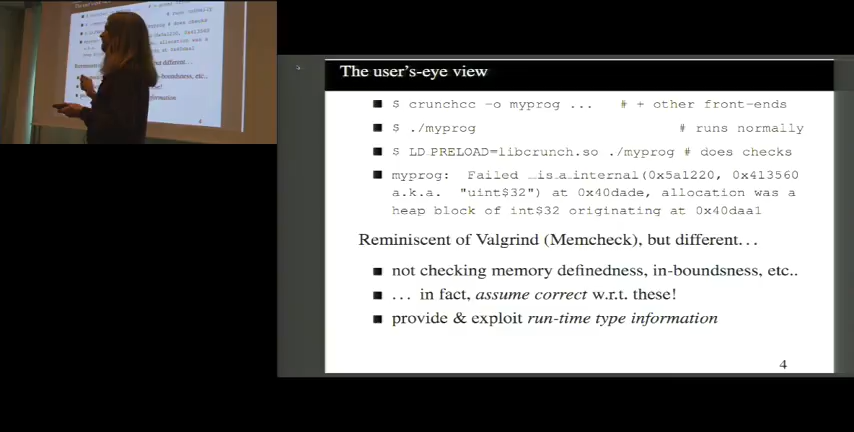 The user's-eye view
$ crunchcc -o myprog ... # + other front-ends
$ ./myprog # runs normally
$ LD_PRELOAD=libcrunch.so ./myprog # does checks
myprog: Failed __is_a_internal(0x5a1220, 0x413560
a.k.a. "uint$32") at 0x40dade, allocation was a
heap block of int$32 originating at 0x40daa1
Reminiscent of Valgrind (Memcheck), but different...
not checking memory definedness, in-boundsness, etc..
... in fact, assume correct w.r.t. these!
provide & exploit run-time type information
4